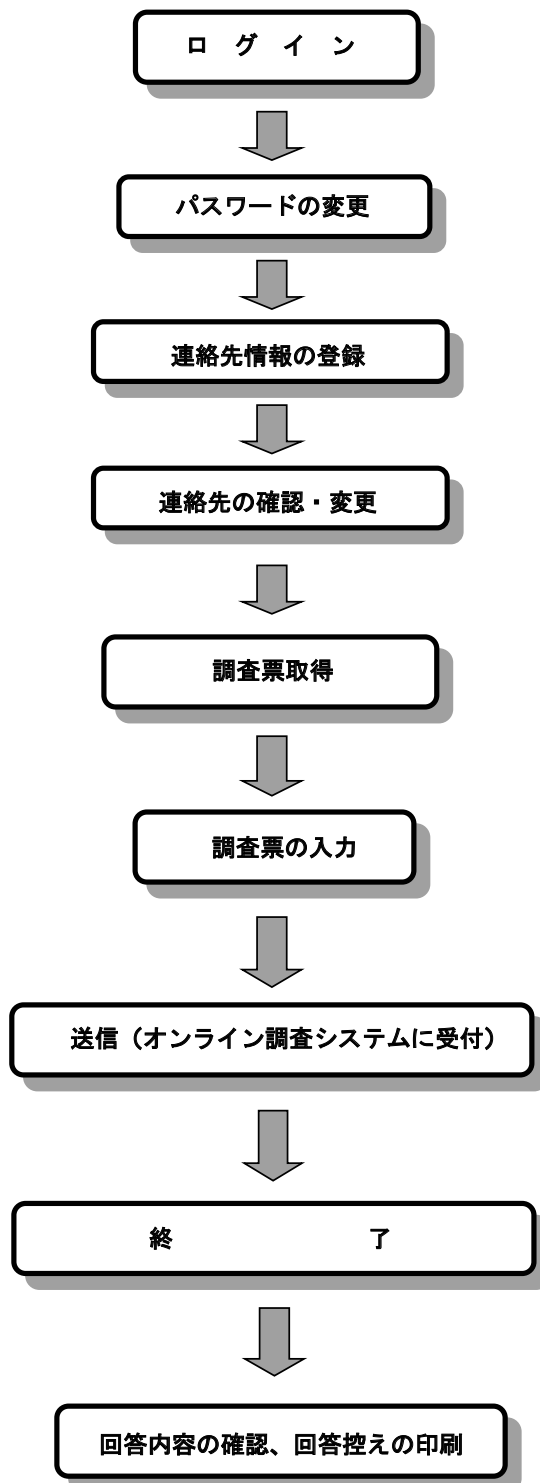 ログイン
パスワードの変更
連絡先情報の登録
連絡先の確認・変更
調査票取得
調査票の入力
送信（オンライン調査システムに受付）
終了
回答内容の確認、回答控えの印刷